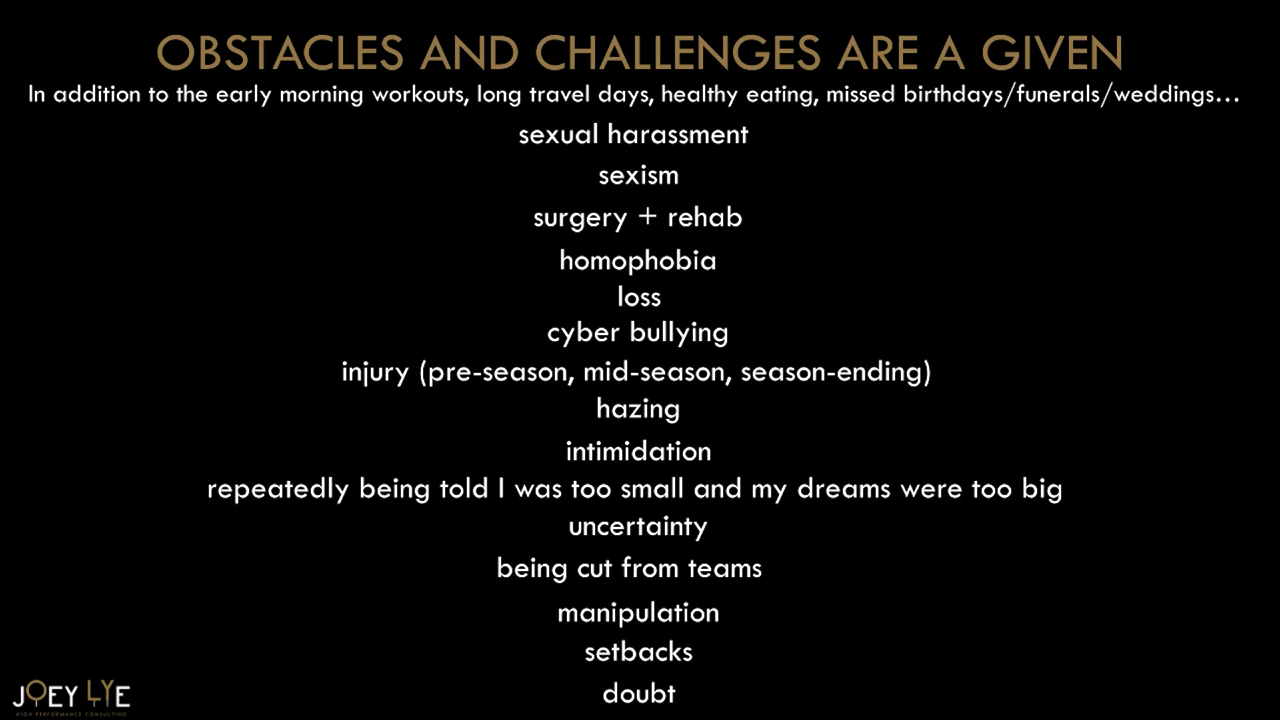 OBSTACLES AND CHALLENGES ARE A GIVEN
In addition to the early morning workouts, long travel days, healthy eating, missed birthdays/funerals/weddings...
sexual harassment
sexism
surgery + rehab
homophobia
loss
cyber bullying
injury (pre-season, mid-season, season-ending)
hazing
intimidation
repeatedly being told I was too small and my dreams were too big
uncertainty
being cut from teams
manipulation
setbacks
doubt
JOEY LYE
HIGH PERFORMANCE CONSULTING